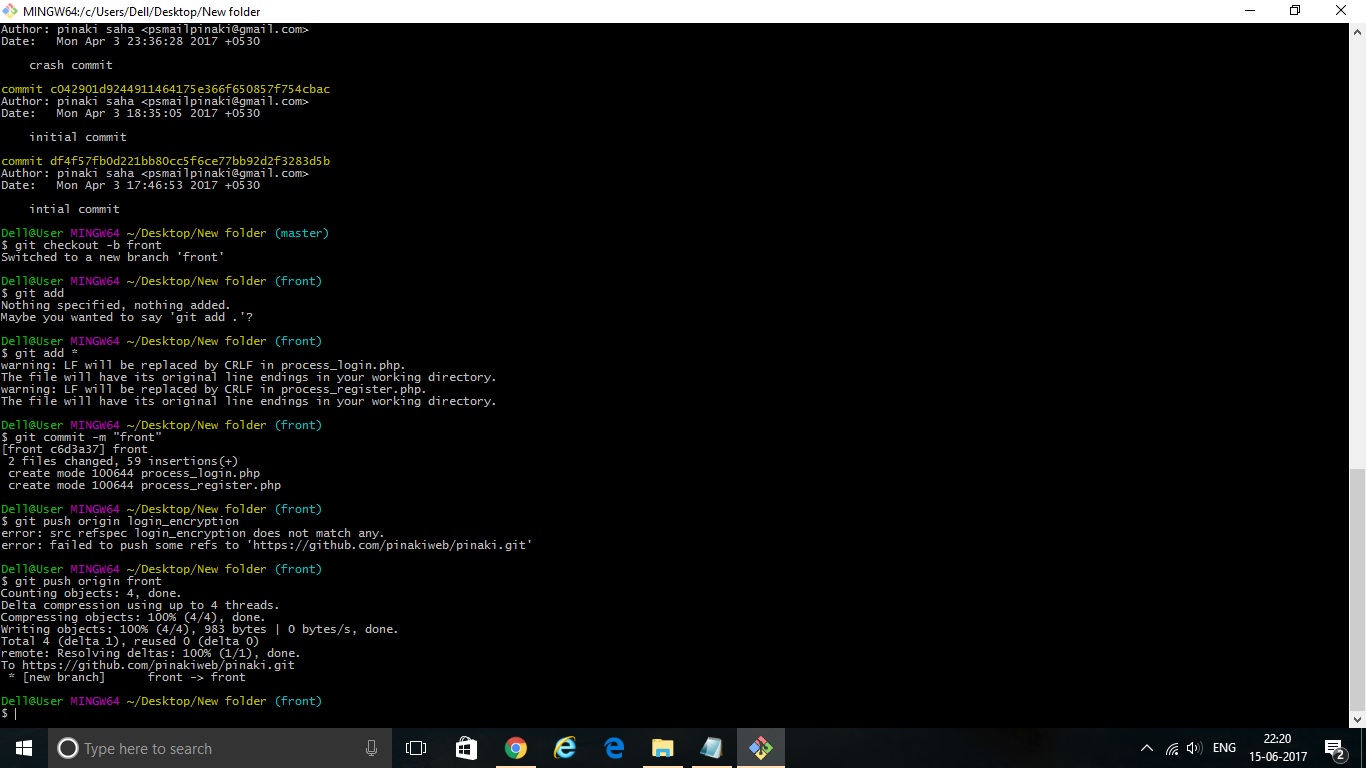 MINGW64:/c/Users/Dell/Desktop/New folder
Author: pinaki saha <psmailpinaki@gmail.com>
Date:   Mon Apr 3 23:36:28 2017 +0530
crash commit
commit c042901d9244911464175e366f650857f754cbac
Author: pinaki saha <psmailpinaki@gmail.com>
Date:   Mon Apr 3 18:35:05 2017 +0530
initial commit
commit df4f57fb0d221bb80cc5f6ce77bb92d2f3283d5b
Author: pinaki saha <psmailpinaki@gmail.com>
Date:   Mon Apr 3 17:46:53 2017 +0530
intial commit
Dell@User MINGW64 ~/Desktop/New folder (master)
$ git checkout -b front
Switched to a new branch 'front'
Dell@User MINGW64 ~/Desktop/New folder (front)
$ git add
Nothing specified, nothing added.
Maybe you wanted to say 'git add .'?
Dell@User MINGW64 ~/Desktop/New folder (front)
$ git add *
warning: LF will be replaced by CRLF in process_login.php.
The file will have its original line endings in your working directory.
warning: LF will be replaced by CRLF in process_register.php.
The file will have its original line endings in your working directory.
Dell@User MINGW64 ~/Desktop/New folder (front)
$ git commit -m "front"
[front c6d3a37] front
2 files changed, 59 insertions(+)
create mode 100644 process_login.php
create mode 100644 process_register.php
Dell@User MINGW64 ~/Desktop/New folder (front)
$ git push origin login_encryption
error: src refspec login_encryption does not match any.
error: failed to push some refs to 'https://github.com/pinakiweb/pinaki.git'
Dell@User MINGW64 ~/Desktop/New folder (front)
$ git push origin front
Counting objects: 4, done.
Delta compression using up to 4 threads.
Compressing objects: 100% (4/4), done.
Writing objects: 100% (4/4), 983 bytes | 0 bytes/s, done.
Total 4 (delta 1), reused 0 (delta 0)
remote: Resolving deltas: 100% (1/1), done.
To https://github.com/pinakiweb/pinaki.git
* [new branch]      front -> front
Dell@User MINGW64 ~/Desktop/New folder (front)
$
Type here to search
ENG
22:20
15-06-2017
2